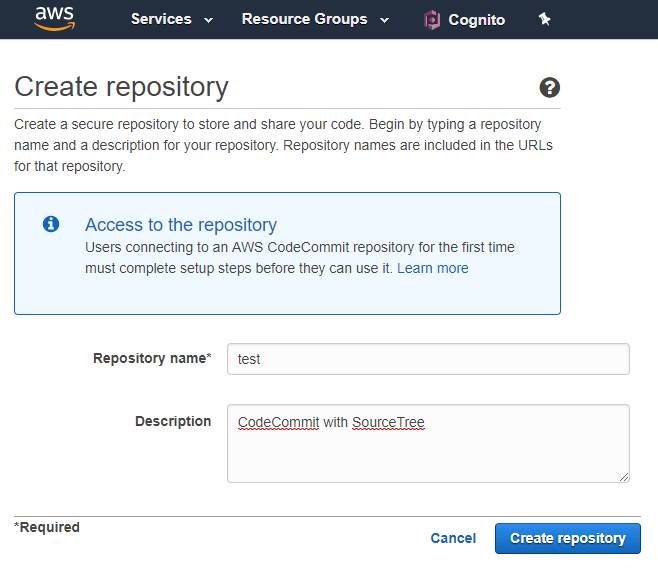 aws Services Resource Groups Cognito
Create repository
Create a secure repository to store and share your code. Begin by typing a repository
name and a description for your repository. Repository names are included in the URLs
for that repository.
Access to the repository
Users connecting to an AWS CodeCommit repository for the first time
must complete setup steps before they can use it. Learn more
Repository name* test
Description CodeCommit with SourceTree
*Required
Cancel Create repository